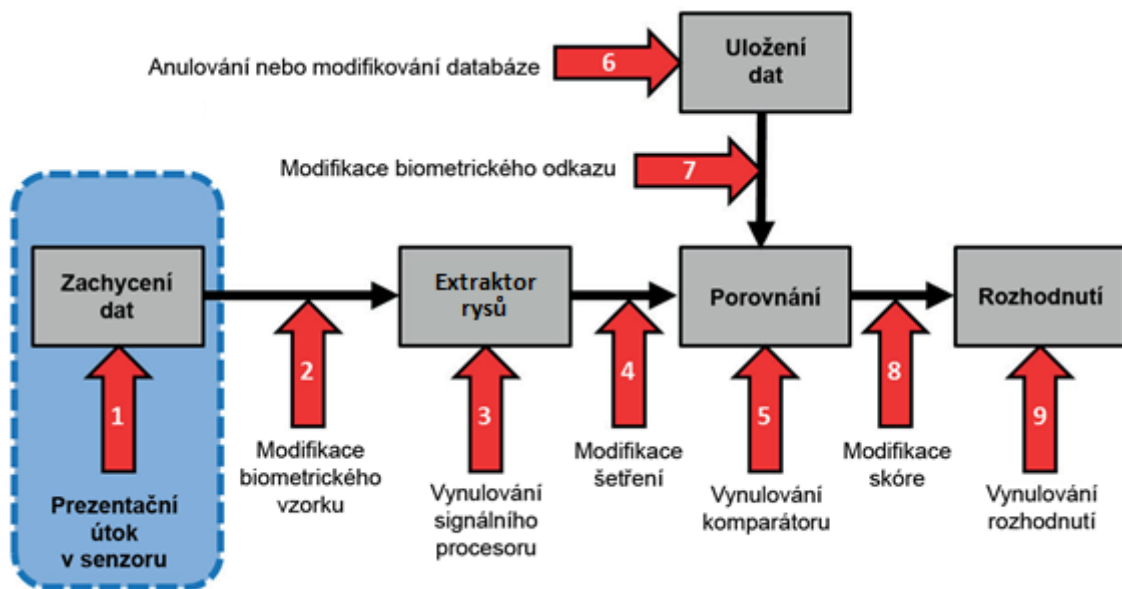 Anulování nebo modifikování databáze
6
Uložení
dat
Modifikace biometrického odkazu
7
Zachycení
dat
Extraktor
rysů
Porovnání
Rozhodnutí
1
2
3
4
5
8
9
Prezentační
útok
v senzoru
Modifikace
biometrického
vzorku
Vynulování
signálního
procesoru
Modifikace
šetření
Vynulování
komparátoru
Modifikace
skóre
Vynulování
rozhodnutí